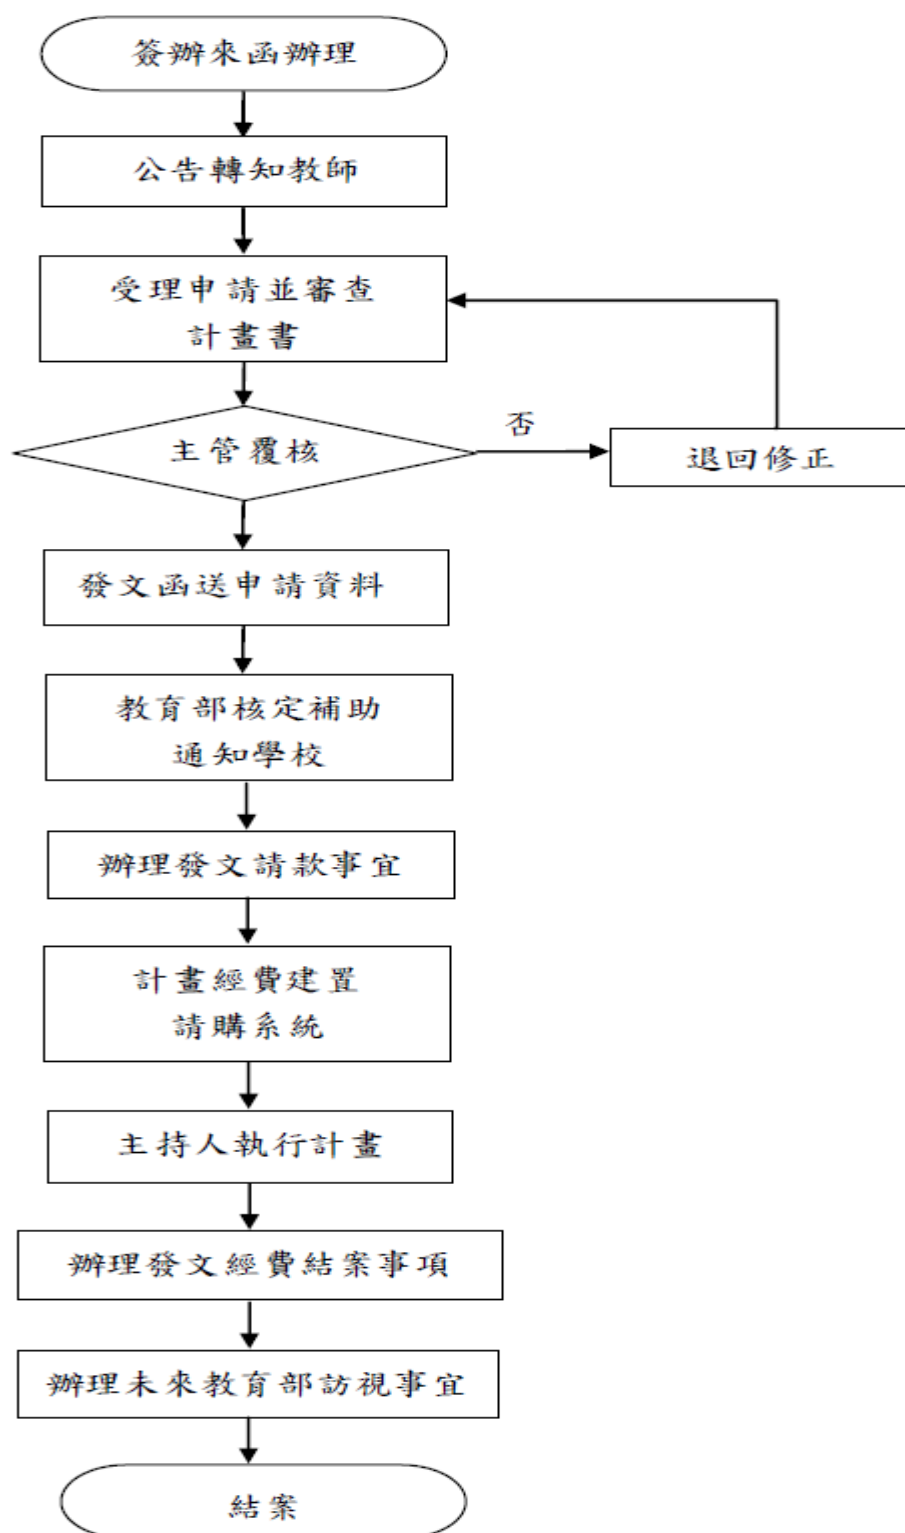 簽辦來函辦理
公告轉知教師
受理申請並審查
計畫書
主管覆核
否
退回修正
發文函送申請資料
教育部核定補助
通知學校
辦理發文請款事宜
計畫經費建置
請購系統
主持人執行計畫
辦理發文經費結案事項
辦理未來教育部訪視事宜
結案